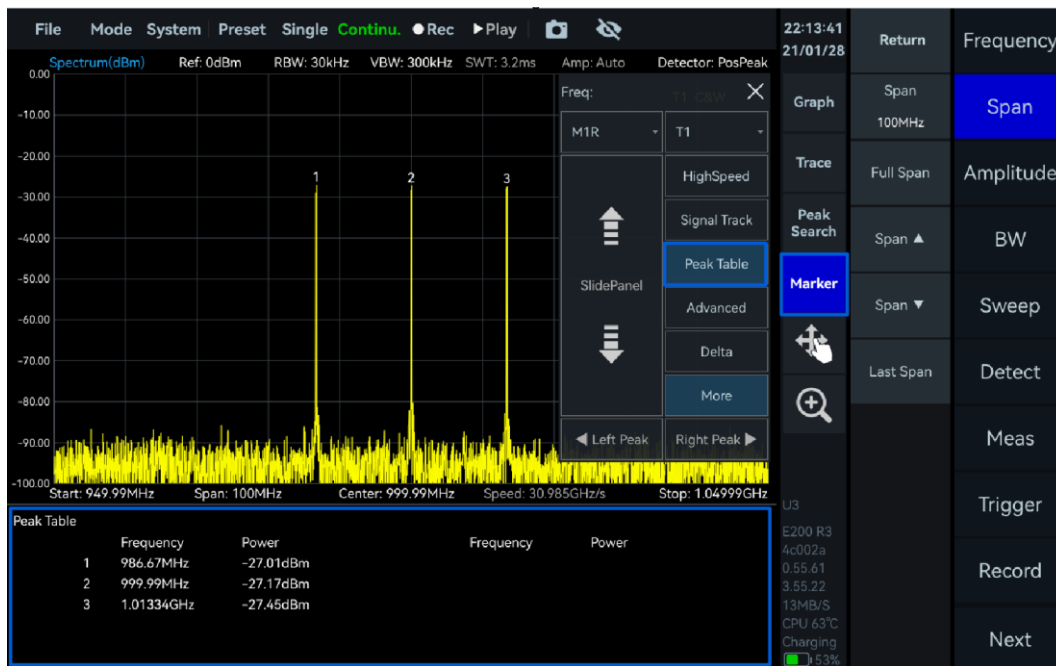 File Mode System Preset Single Continu. Rec Play
22:13:41
21/01/28
Spectrum(dBm) Ref: 0dBm RBW: 30kHz VBW: 300kHz SWT: 3.2ms Amp: Auto Detector: PosPeak
0.00
-10.00
-20.00
-30.00
-40.00
-50.00
-60.00
-70.00
-80.00
-90.00
-100.00
1 2 3
Start: 949.99MHz Span: 100MHz Center: 999.99MHz Speed: 30.985GHz/s Stop: 1.04999GHz
Freq: T1 C&W
M1R T1
HighSpeed
Signal Track
Peak Table
SlidePanel
Advanced
Delta
More
Left Peak Right Peak
Peak Table
Frequency Power Frequency Power
1 986.67MHz -27.01dBm
2 999.99MHz -27.17dBm
3 1.01334GHz -27.45dBm
Graph
Trace
Peak
Search
Marker
U3
E200 R3
4c002a
0.55.61
3.55.22
13MB/S
CPU 63°C
Charging
53%
Return
Span
100MHz
Full Span
Span ▲
Span ▼
Last Span
Frequency
Span
Amplitude
BW
Sweep
Detect
Meas
Trigger
Record
Next